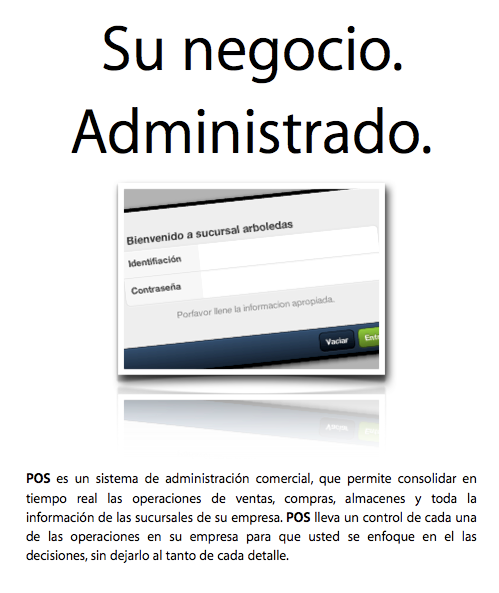 Su negocio.
Administrado.
Bienvenido a sucursal arboledas
Identifiación
Contraseña
Porfavor llene la informacion apropiada.
Vaciar
POS es un sistema de administración comercial, que permite consolidar en
tiempo real las operaciones de ventas, compras, almacenes y toda la
información de las sucursales de su empresa. POS lleva un control de cada una
de las operaciones en su empresa para que usted se enfoque en el las
decisiones, sin dejarlo al tanto de cada detalle.